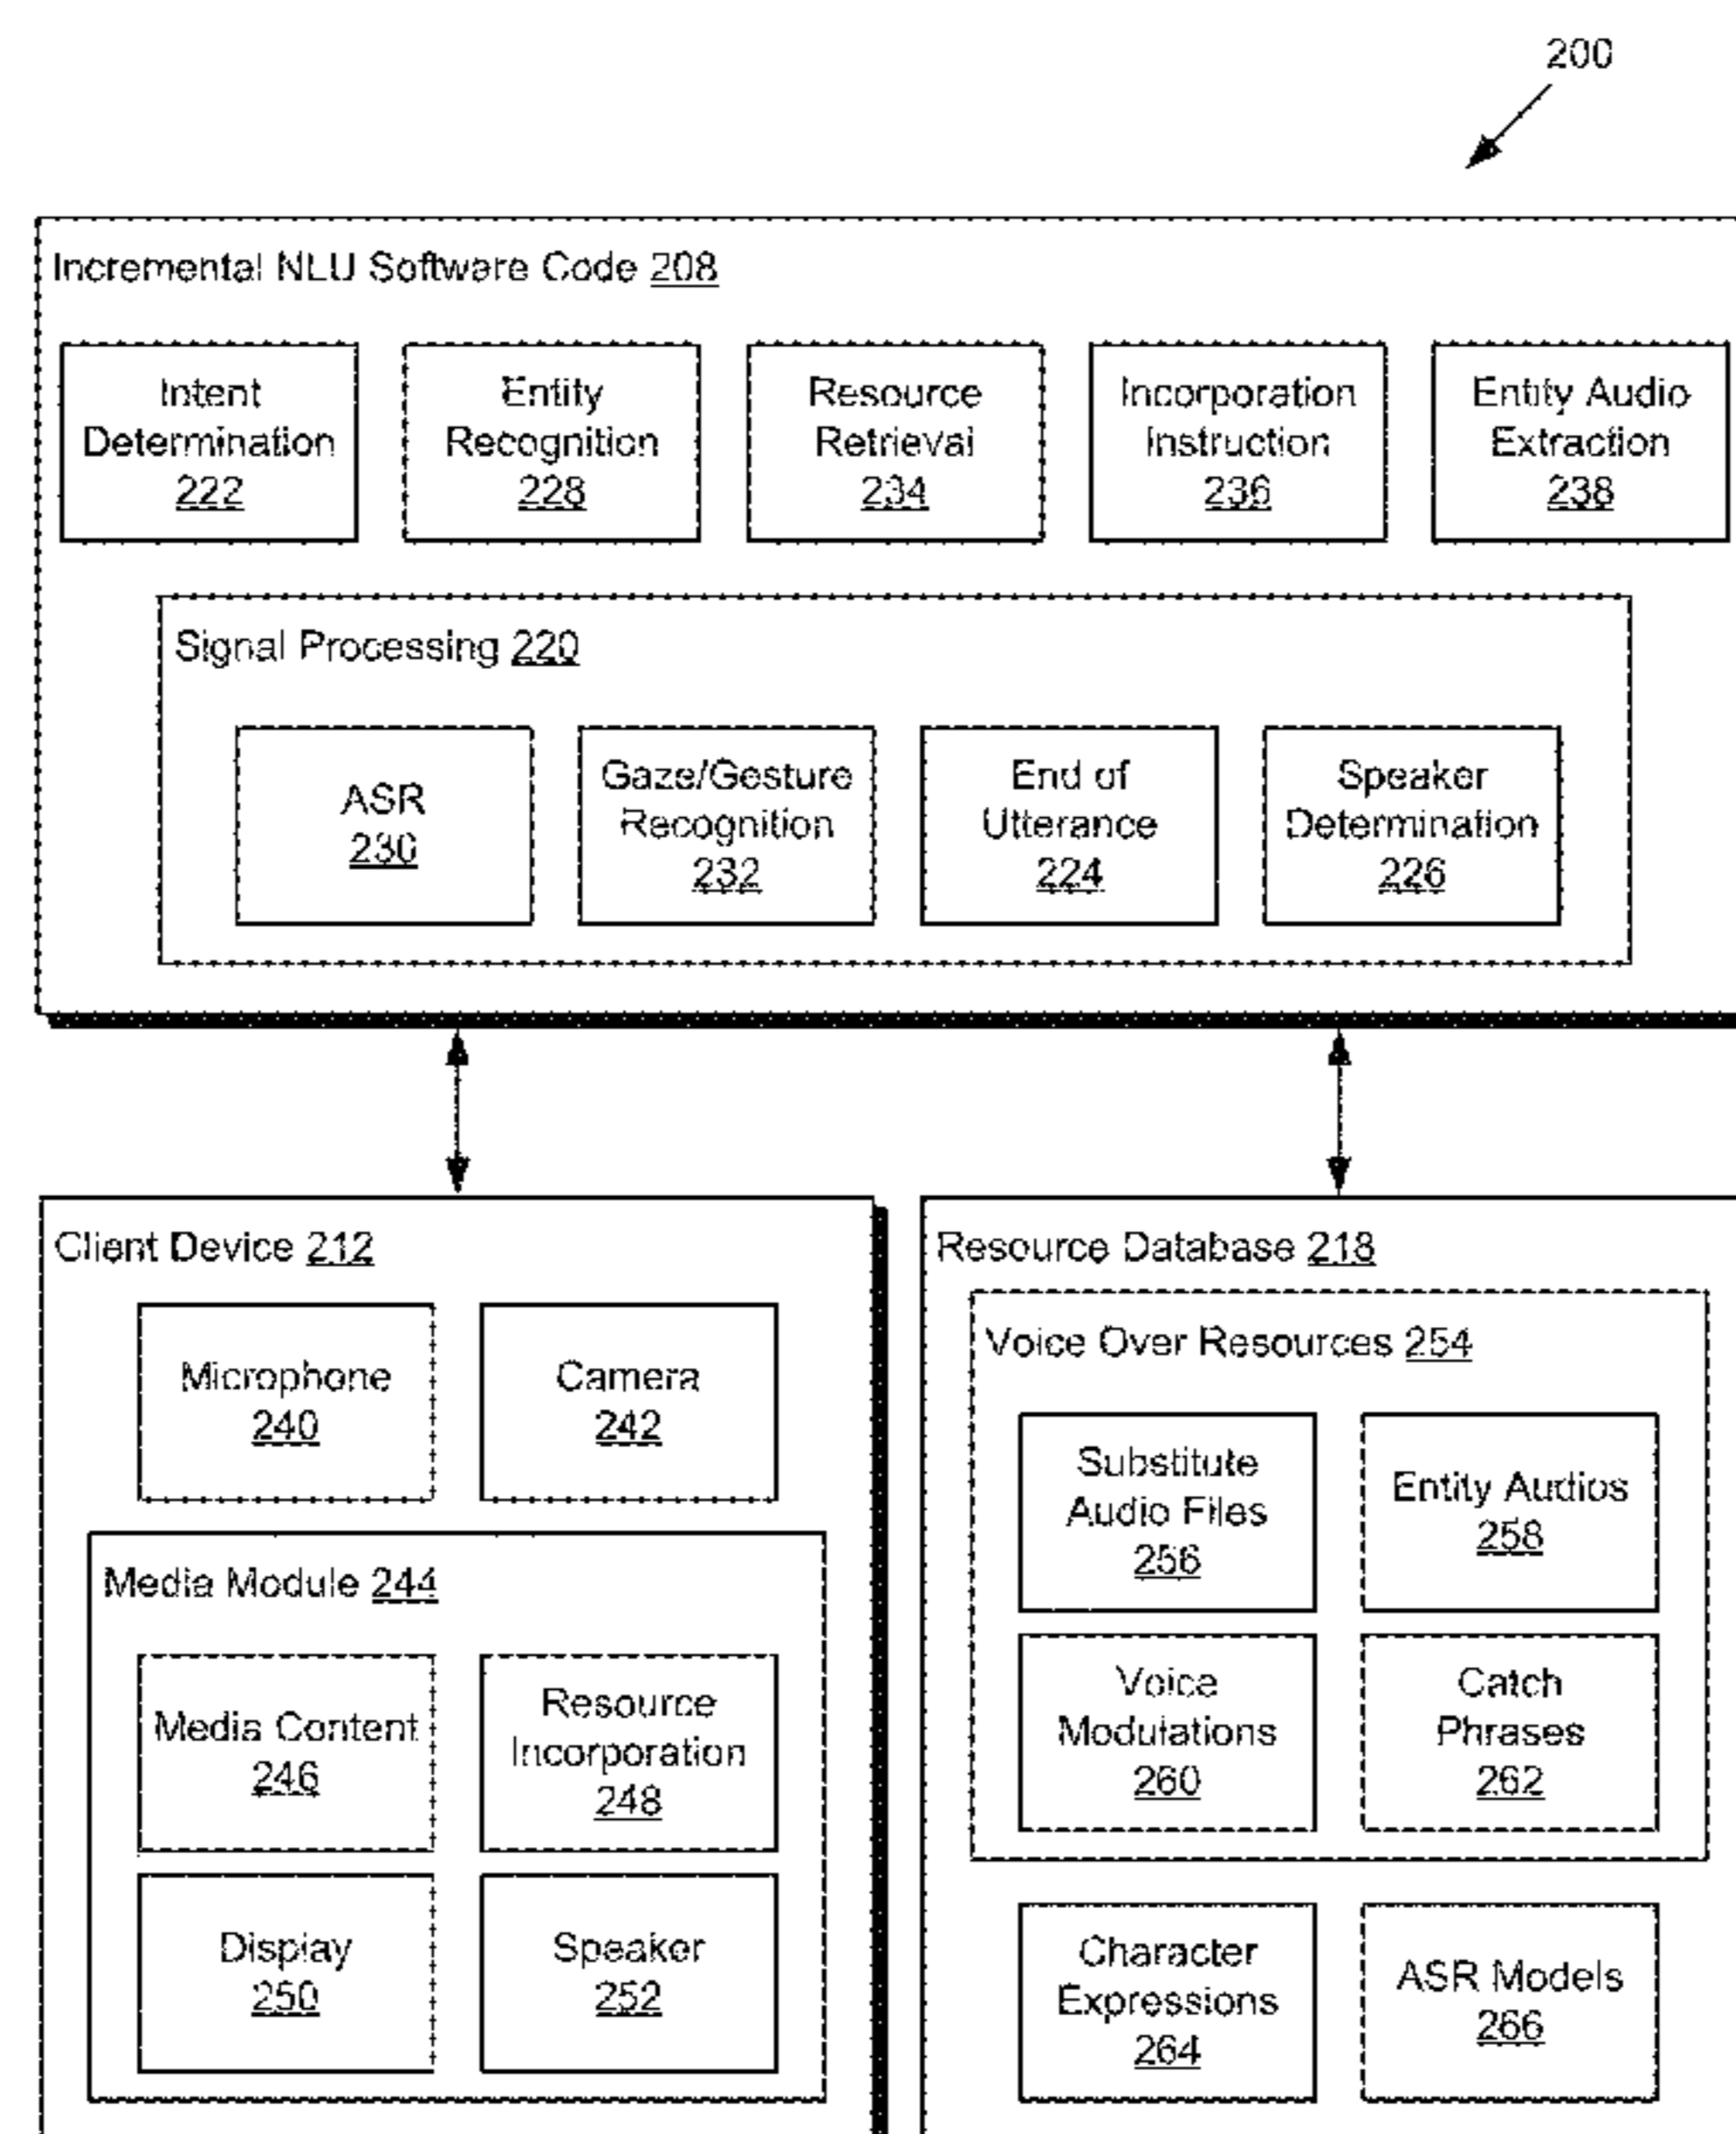 200
Incremental NLU Software Code 208
Intent
Determination
222
Entity
Recognition
228
Resource
Retrieval
234
Incorporation
Instruction
236
Entity Audio
Extraction
238
Signal Processing 220
ASR
230
Gaze/Gesture
Recognition
232
End of
Utterance
224
Speaker
Determination
226
Client Device 212
Microphone
240
Camera
242
Media Module 244
Media Content
246
Resource
Incorporation
248
Display
250
Speaker
252
Resource Database 218
Voice Over Resources 254
Substitute
Audio Files
256
Entity Audios
258
Voice
Modulations
260
Catch
Phrases
262
Character
Expressions
264
ASR Models
266